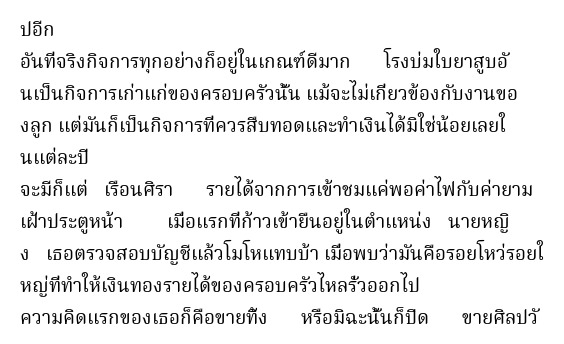 ปอีก
อันที่จริงกิจการทุกอย่างก็อยู่ในเกณฑ์ดีมาก โรงบ่มใบยาสูบอั
นเป็นกิจการเก่าแก่ของครอบครัวนั้น แม้จะไม่เกี่ยวข้องกับงานขอ
งลูก แต่มันก็เป็นกิจการที่ควรสืบทอดและทำเงินได้มิใช่น้อยเลยใ
นแต่ละปี
จะมีก็แต่ เรือนศิรา รายได้จากการเข้าชมแค่พอค่าไฟกับค่ายาม
เฝ้าประตูหน้า เมื่อแรกที่ก้าวเข้ายืนอยู่ในตำแหน่ง นายหญิ
ง เธอตรวจสอบบัญชีแล้วโมโหแทบบ้า เมื่อพบว่ามันคือรอยโหว่รอยใ
หญ่ที่ทำให้เงินทองรายได้ของครอบครัวไหลรั่วออกไป
ความคิดแรกของเธอก็คือขายทิ้ง หรือมิฉะนั้นก็ปิด ขายศิลปวั